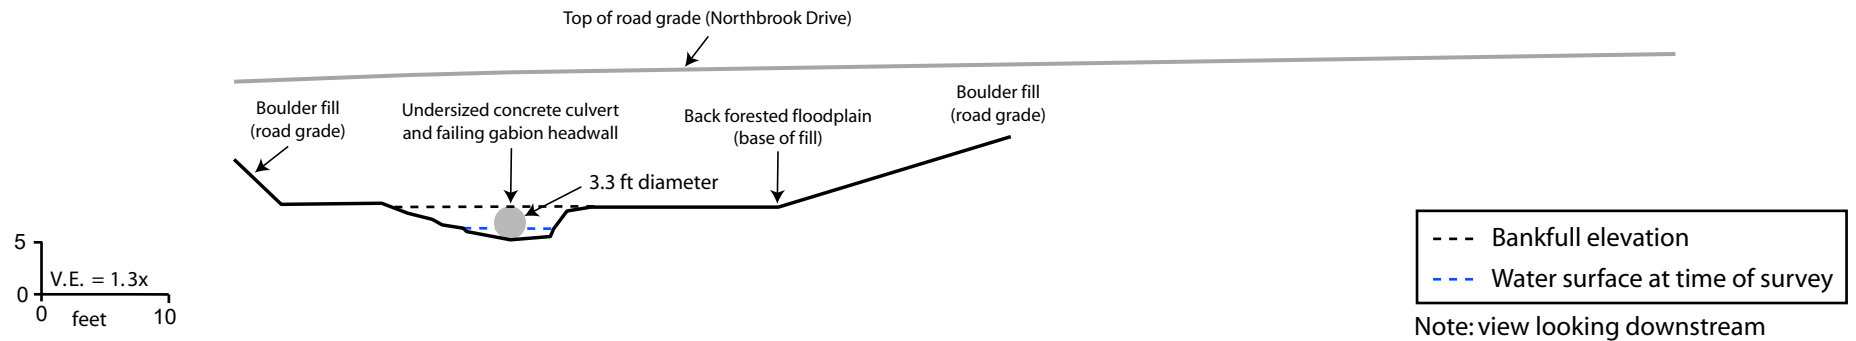 Top of road grade (Northbrook Drive)
Boulder fill
(road grade)
Undersized concrete culvert
and failing gabion headwall
Back forested floodplain
(base of fill)
Boulder fill
(road grade)
3.3 ft diameter
5
V.E. = 1.3x
0
0
feet
10
Bankfull elevation
Water surface at time of survey
Note: view looking downstream